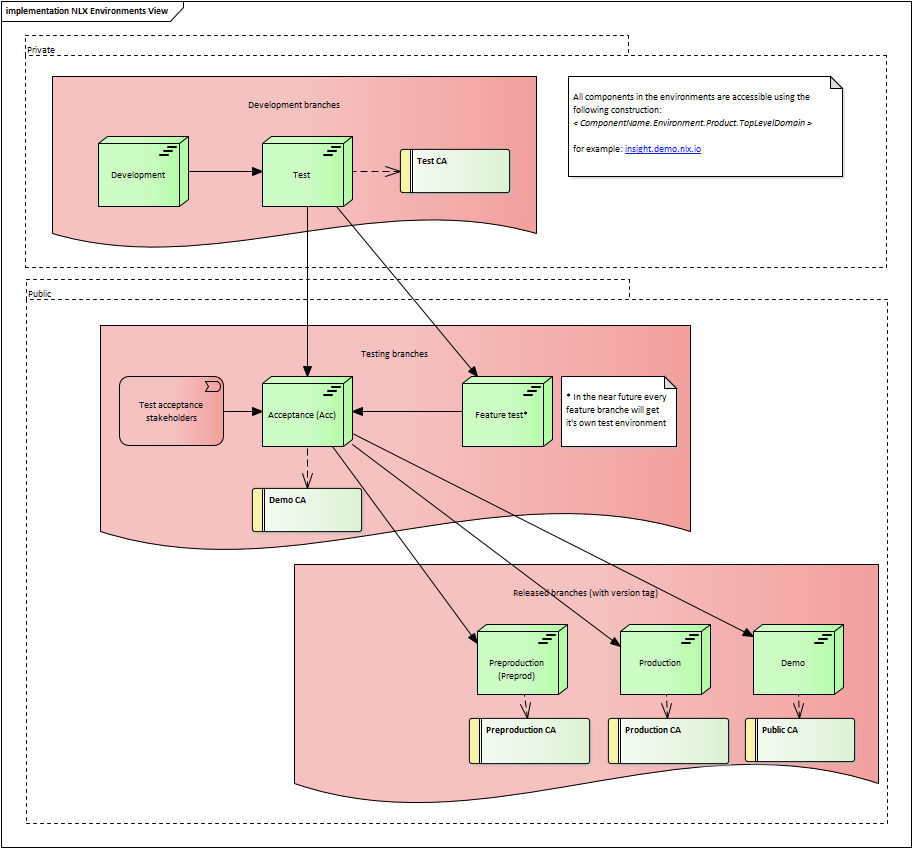 implementation NLX Environments View
Private
Development branches
All components in the environments are accessible using the
following construction:
< ComponentName.Environment.Product.TopLevelDomain >
for example: insight.demo.nlx.io
Development
Test
Test CA
Public
Testing branches
Test acceptance
stakeholders
Acceptance (Acc)
Feature test*
* In the near future every
feature branche will get
it's own test environment
Demo CA
Released branches (with version tag)
Preproduction
(Preprod)
Production
Demo
Preproduction CA
Production CA
Public CA